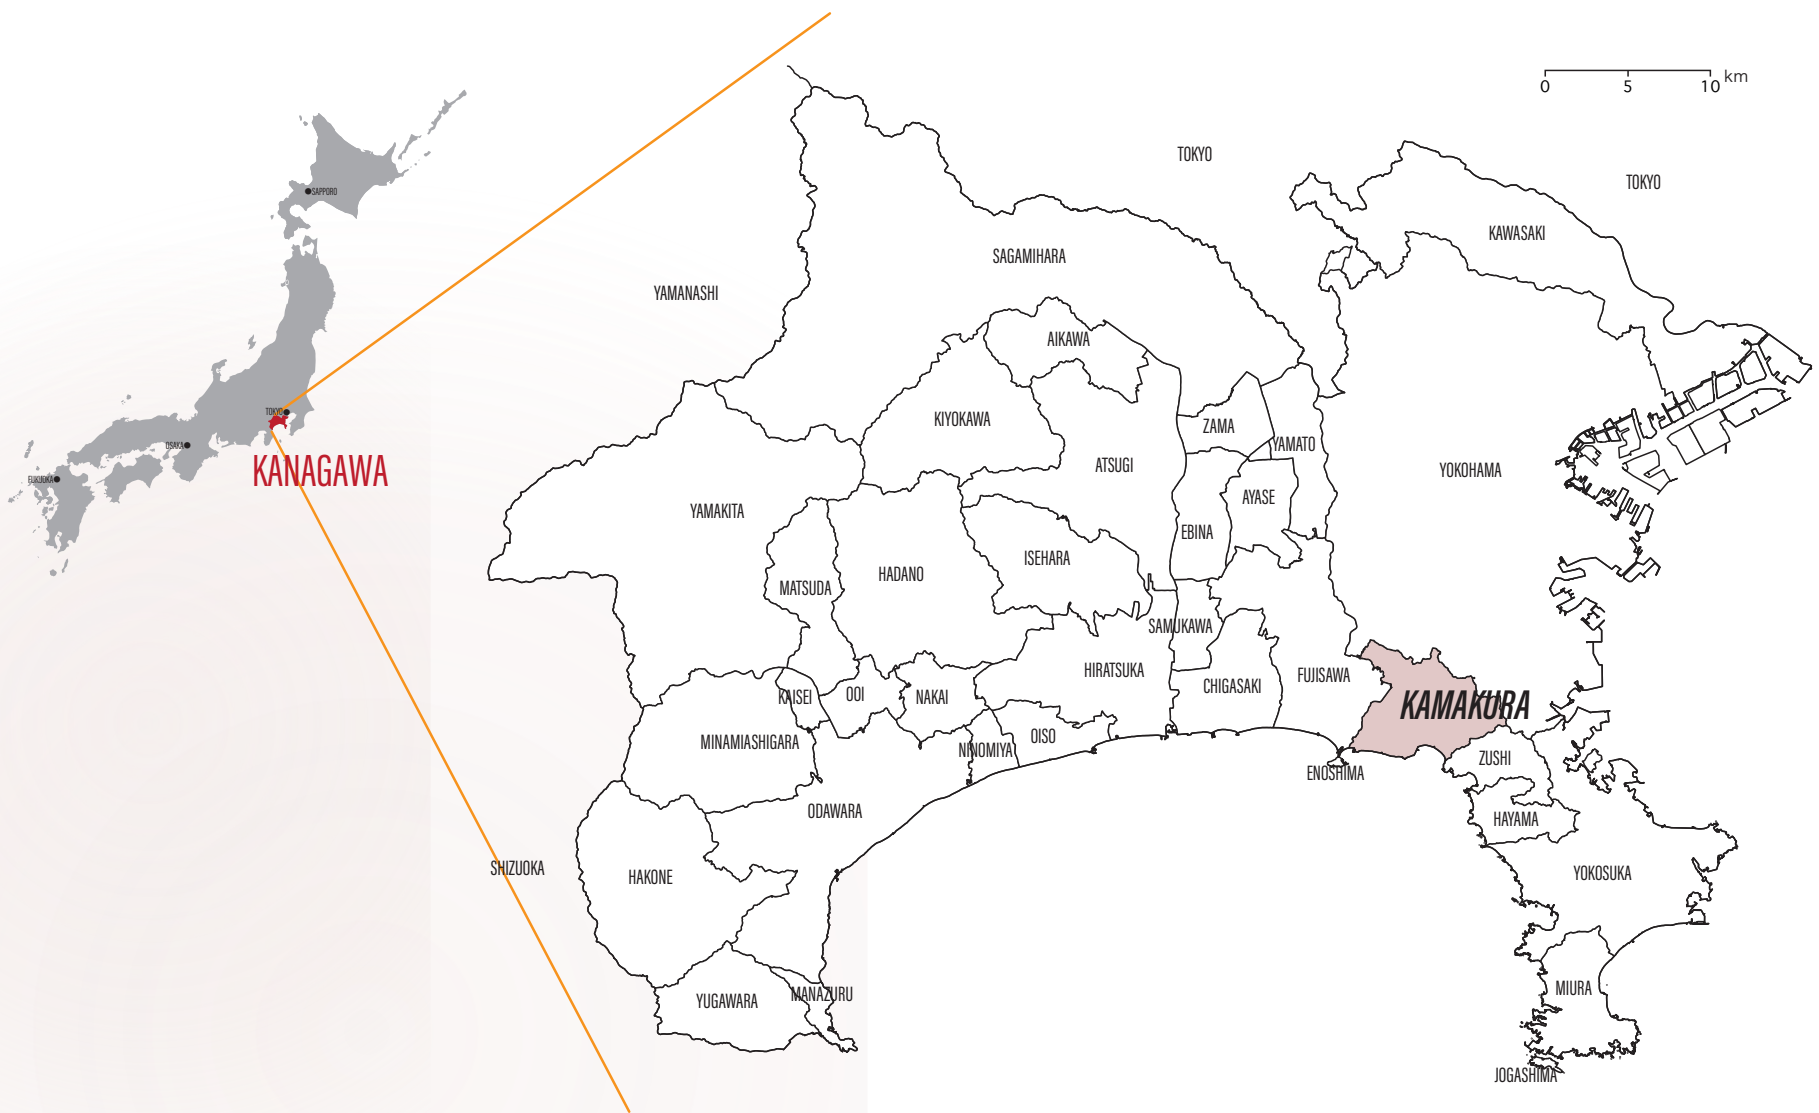 SAPPORO
TOKYO
OSAKA
FUKUOKA
KANAGAWA
0 5 10 km
TOKYO
TOKYO
KAWASAKI
SAGAMIHARA
YAMANASHI
AIKAWA
KIYOKAWA
ZAMA
YAMATO
ATSUGI
YOKOHAMA
AYASE
YAMAKITA
EBINA
ISEHARA
HADANO
MATSUDA
SAMUKAWA
HIRATSUKA
FUJISAWA
CHIGASAKI
KAISEI
OOI
NAKAI
KAMAKURA
MINAMIASHIGARA
NINOMIYA
OISO
ZUSHI
ENOSHIMA
ODAWARA
HAYAMA
SHIZUOKA
HAKONE
YOKOSUKA
YUGAWARA
MANAZURU
MIURA
JOGASHIMA